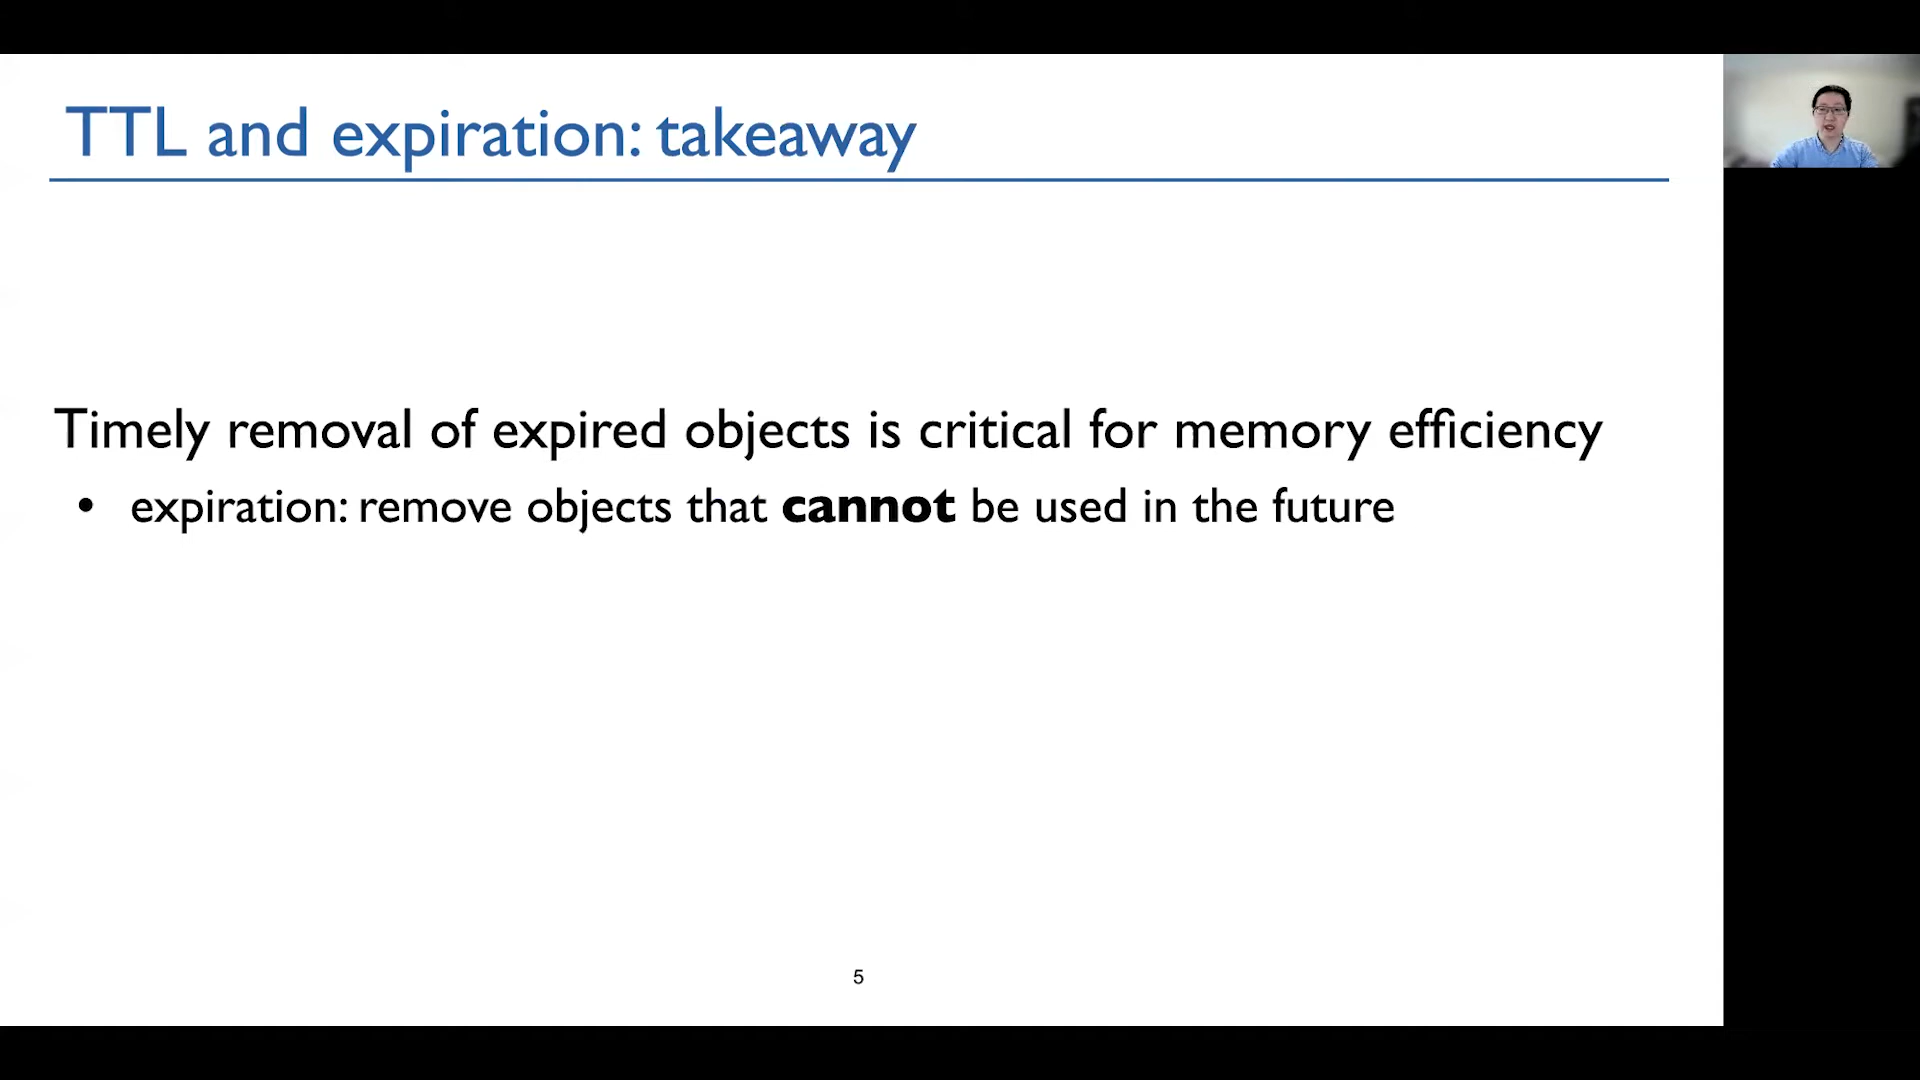 TTL and expiration: takeaway
Timely removal of expired objects is critical for memory efficiency
• expiration: remove objects that cannot be used in the future
5